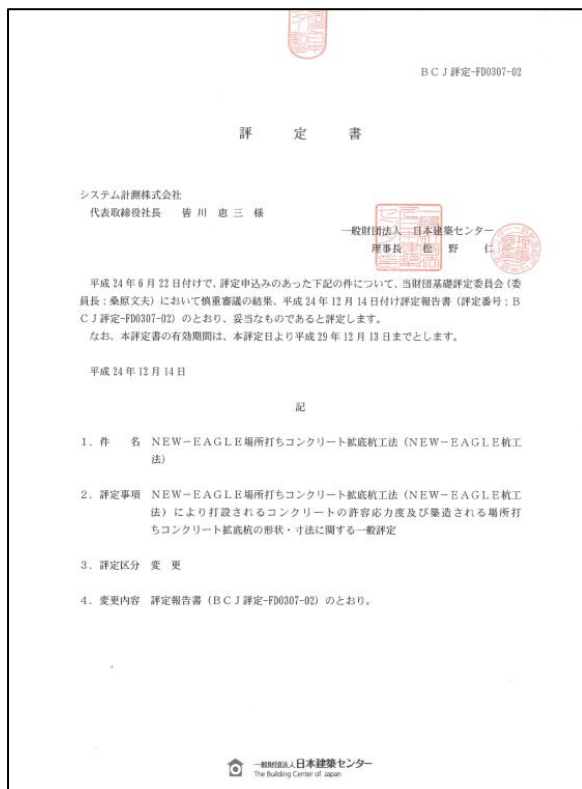 BCJ評定-FD0307-02
評 定 書
システム計測株式会社
代表取締役社長 皆川 恵三 様
一般財団法人 日本建築センター
理事長 松野 仁
平成24年6月22日付けで、評定申込みのあった下記の件について、当財団基礎評定委員会(委
員長:桑原文夫)において慎重審議の結果、平成24年12月14日付け評定報告書(評定番号:B
CJ評定-FD0307-02)のとおり、妥当なものであると評定します。
なお、本評定書の有効期間は、本評定日より平成29年12月13日までとします。
平成24年12月14日
記
1.件 名 NEW-EAGLE場所打ちコンクリート拡底杭工法(NEW-EAGLE杭工
法)
2.評定事項 NEW-EAGLE場所打ちコンクリート拡底杭工法(NEW-EAGLE杭工
法)により打設されるコンクリートの許容応力度及び築造される場所打
ちコンクリート拡底杭の形状・寸法に関する一般評定
3.評定区分 変 更
4.変更内容 評定報告書(BCJ評定-FD0307-02)のとおり。
一般財団法人日本建築センター
The Building Center of Japan